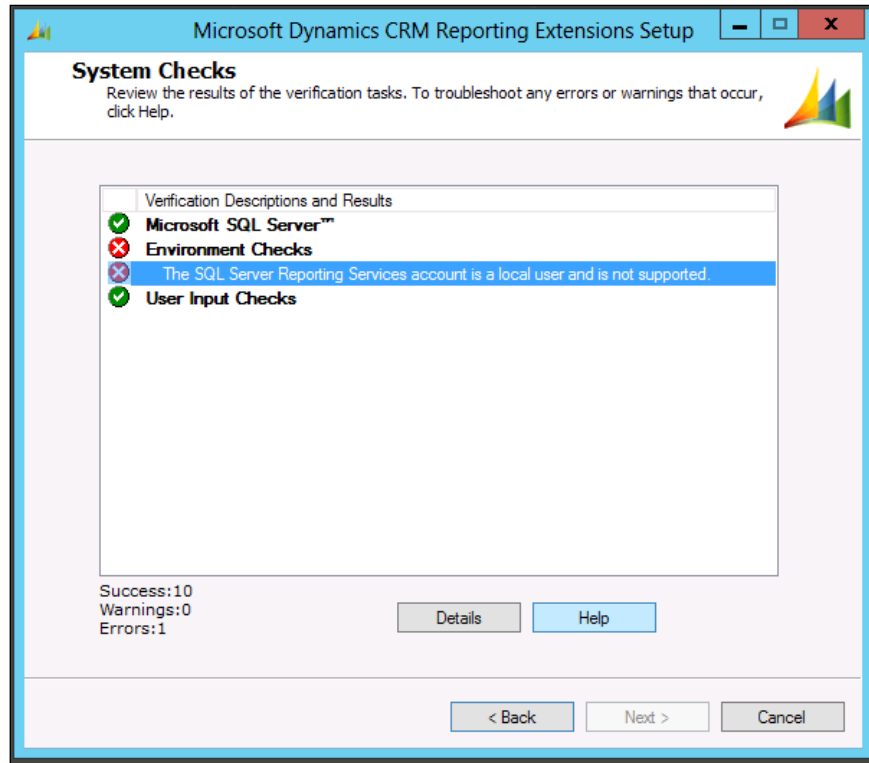 Microsoft Dynamics CRM Reporting Extensions Setup
System Checks
Review the results of the verification tasks. To troubleshoot any errors or warnings that occur,
click Help.
Verification Descriptions and Results
Microsoft SQL Server™
Environment Checks
The SQL Server Reporting Services account is a local user and is not supported.
User Input Checks
Success:10
Warnings:0
Errors:1
Details
Help
< Back
Next >
Cancel